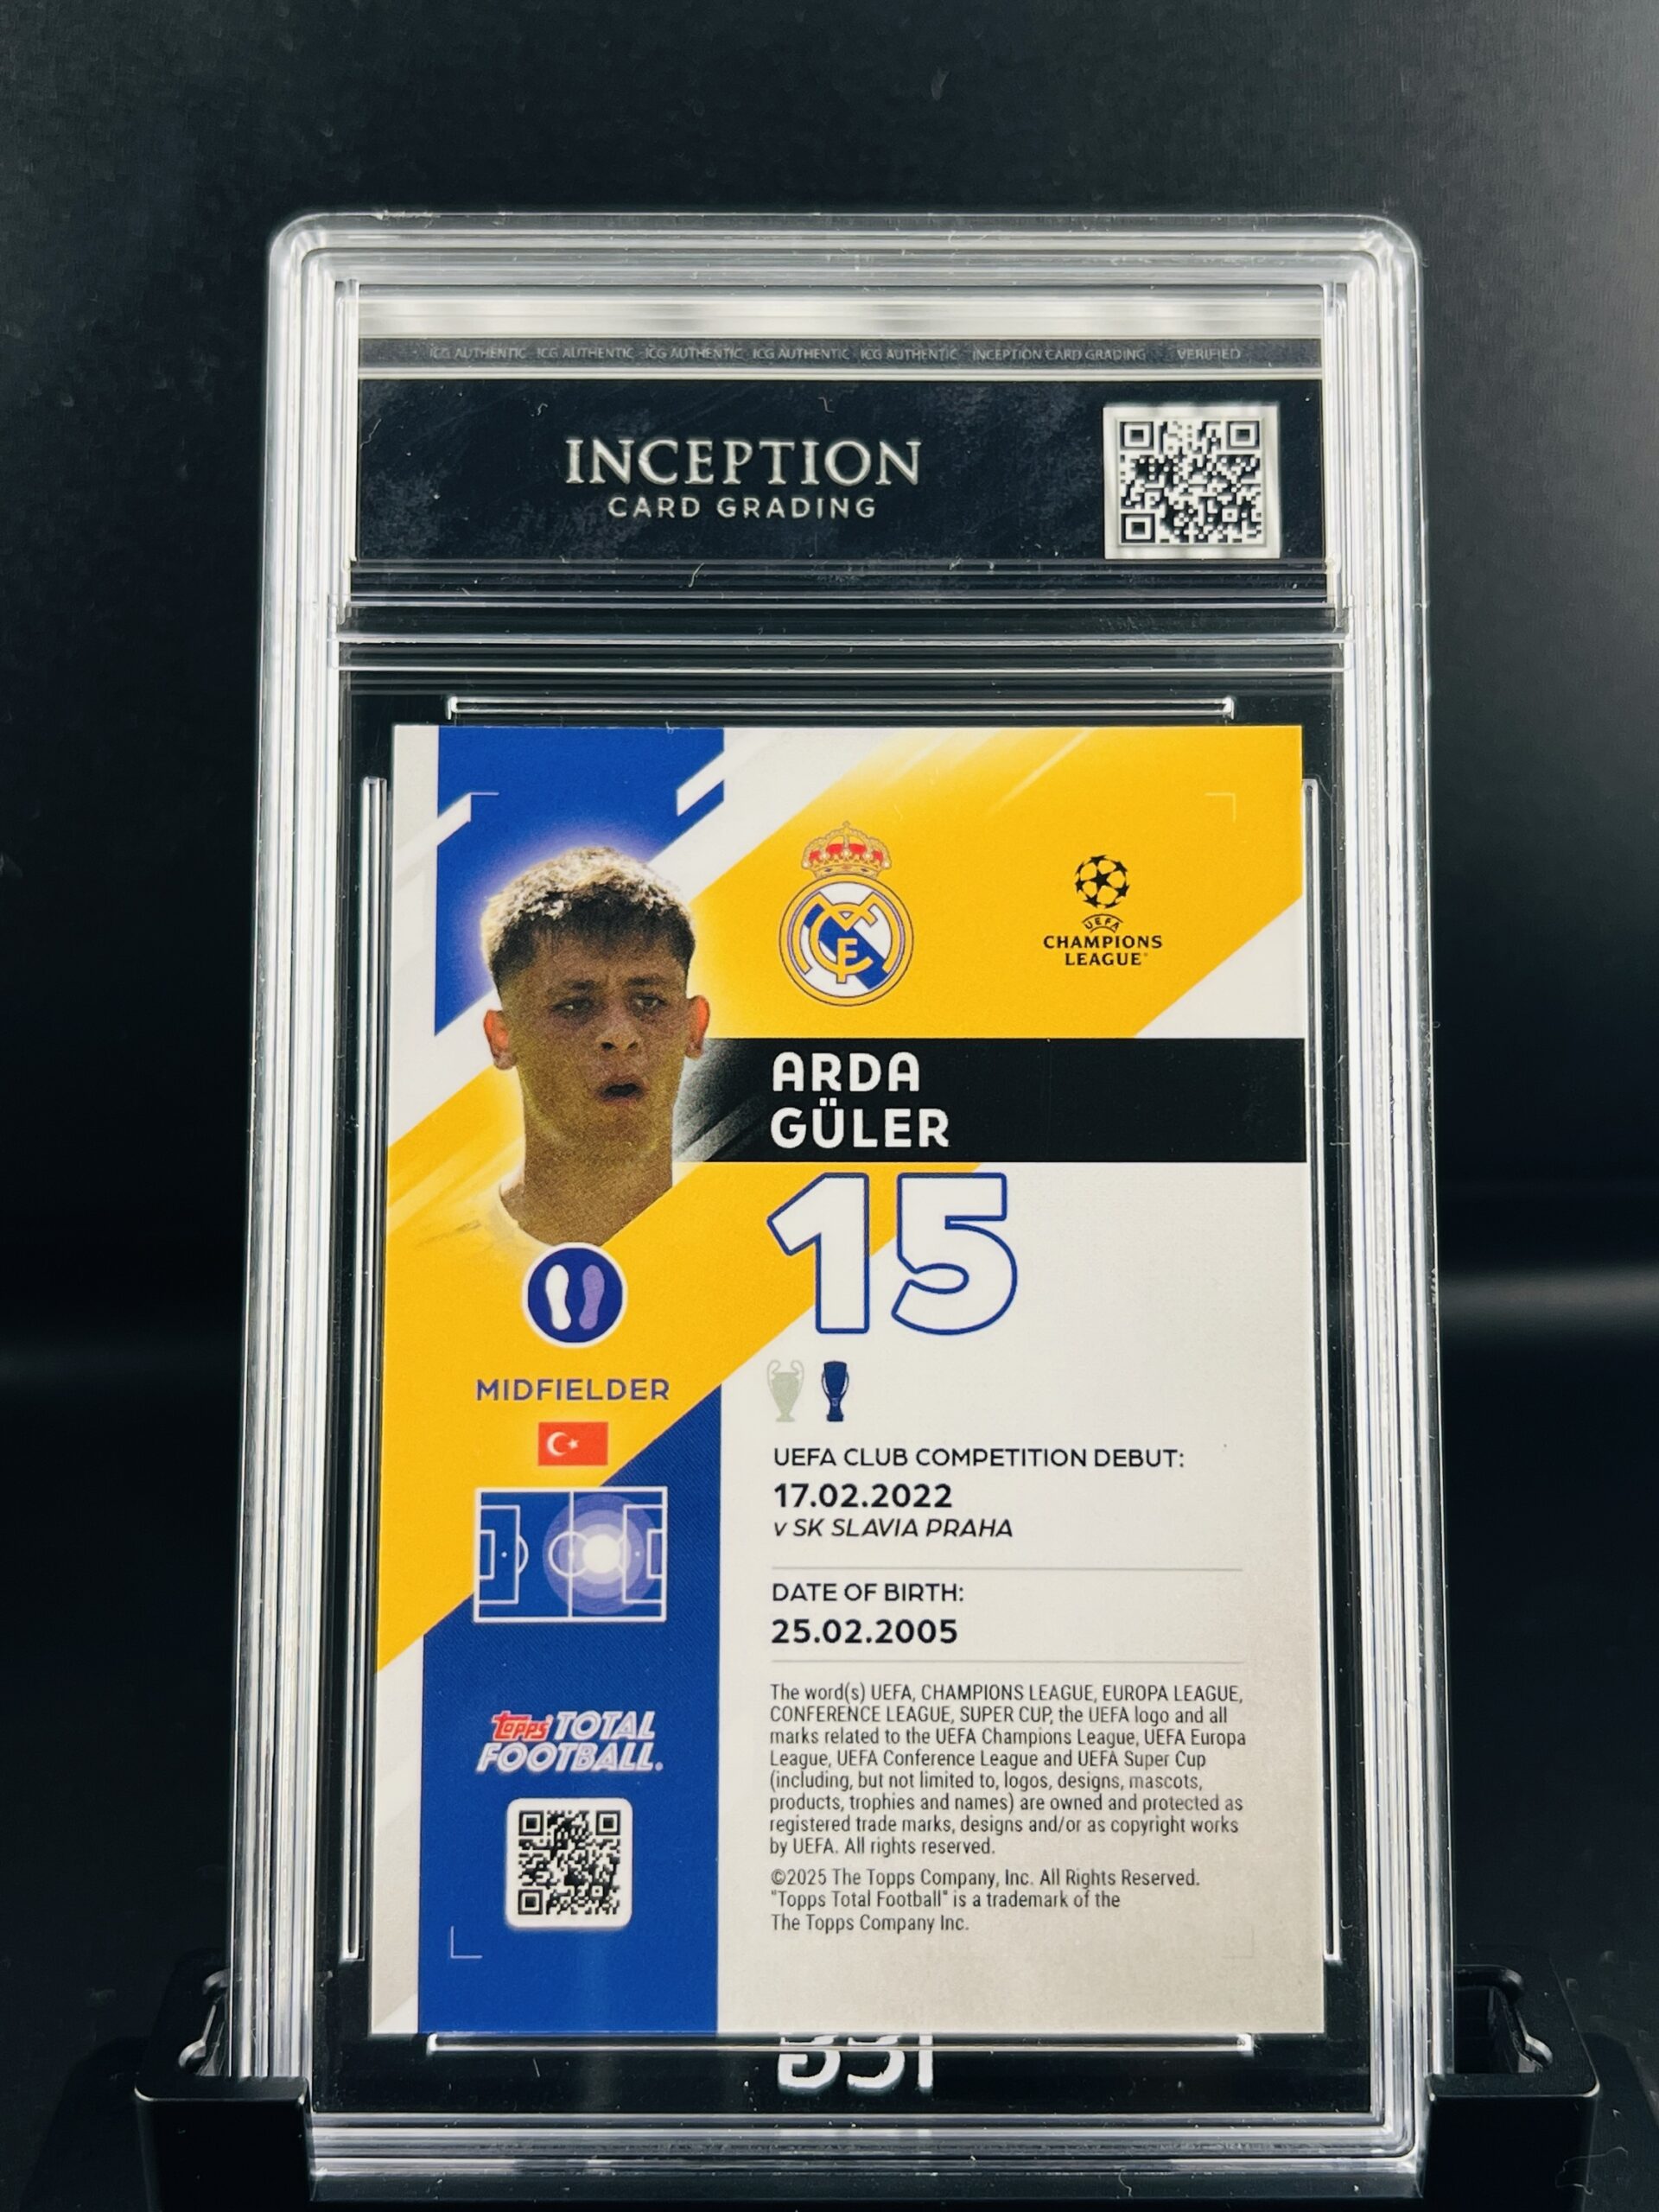 ICG AUTHENTIC ICG AUTHENTIC ICG AUTHENTIC ICG AUTHENTIC ICG AUTHENTIC INCEPTION CARD GRADING VERIFIED
INCEPTION
CARD GRADING
UEFA
CHAMPIONS
LEAGUE
ARDA
GÜLER
15
MIDFIELDER
UEFA CLUB COMPETITION DEBUT:
17.02.2022
v SK SLAVIA PRAHA
DATE OF BIRTH:
25.02.2005
topps TOTAL
FOOTBALL.
The word(s) UEFA, CHAMPIONS LEAGUE, EUROPA LEAGUE,
CONFERENCE LEAGUE, SUPER CUP, the UEFA logo and all
marks related to the UEFA Champions League, UEFA Europa
League, UEFA Conference League and UEFA Super Cup
(including, but not limited to, logos, designs, mascots,
products, trophies and names) are owned and protected as
registered trade marks, designs and/or as copyright works
by UEFA. All rights reserved.
©2025 The Topps Company, Inc. All Rights Reserved.
"Topps Total Football" is a trademark of the
The Topps Company Inc.